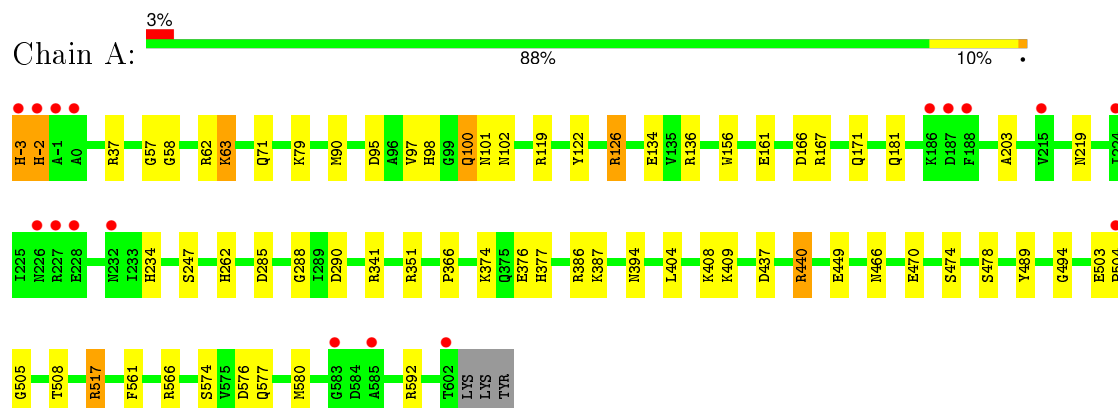 3%
Chain A:
88% 10% •
H-3 H-2 A-1 A0 R37 G57 G58 R62 K63 Q71 K79 M90 D95 A96 V97 H98 G99 Q100 N101 N102 R119 Y122 R126 E134 V135 R136 W156 E161 D166 R167 Q171 Q181 K186 D187 F188 A203 V215 N219 I224
I225 N226 R227 E228 N232 I233 H234 S247 H262 D285 G288 I289 D290 R341 R351 P366 K374 Q375 E376 H377 R386 K387 N394 L404 K408 K409 D437 R440 E449 N466 E470 S474 S478 Y489 G494 E503 P504
G505 T508 R517 F561 R566 S574 V575 D576 Q577 M580 G583 D584 A585 R592 T602 LYS LYS TYR